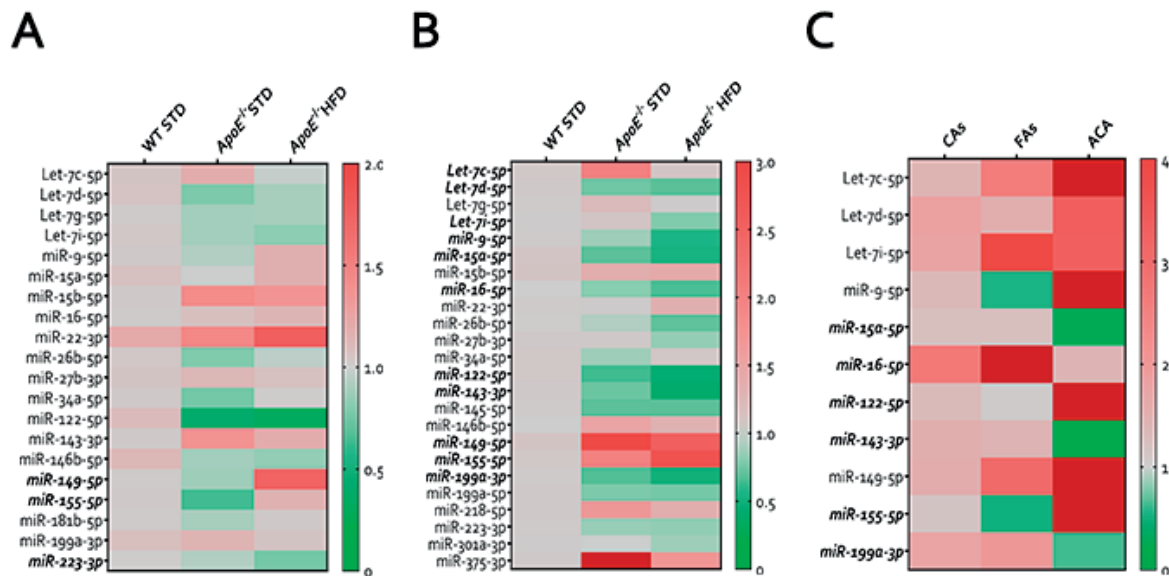 A
B
C
WT STD
ApoE-/- STD
ApoE-/- HFD
Let-7c-5p
Let-7d-5p
Let-7g-5p
Let-7i-5p
miR-9-5p
miR-15a-5p
miR-15b-5p
miR-16-5p
miR-22-3p
miR-26b-5p
miR-27b-3p
miR-34a-5p
miR-122-5p
miR-143-3p
miR-146b-5p
miR-149-5p
miR-155-5p
miR-181b-5p
miR-199a-3p
miR-223-3p
2.0
1.5
1.0
0.5
0
WT STD
ApoE-/- STD
ApoE-/- HFD
Let-7c-5p
Let-7d-5p
Let-7g-5p
Let-7i-5p
miR-9-5p
miR-15a-5p
miR-15b-5p
miR-16-5p
miR-22-3p
miR-26b-5p
miR-27b-3p
miR-34a-5p
miR-122-5p
miR-143-3p
miR-145-5p
miR-146b-5p
miR-149-5p
miR-155-5p
miR-199a-3p
miR-199a-5p
miR-218-5p
miR-223-3p
miR-301a-3p
miR-375-3p
3.0
2.5
2.0
1.5
1.0
0.5
0
CAs
FAs
ACA
Let-7c-5p
Let-7d-5p
Let-7i-5p
miR-9-5p
miR-15a-5p
miR-16-5p
miR-122-5p
miR-143-3p
miR-149-5p
miR-155-5p
miR-199a-3p
4
3
2
1
0